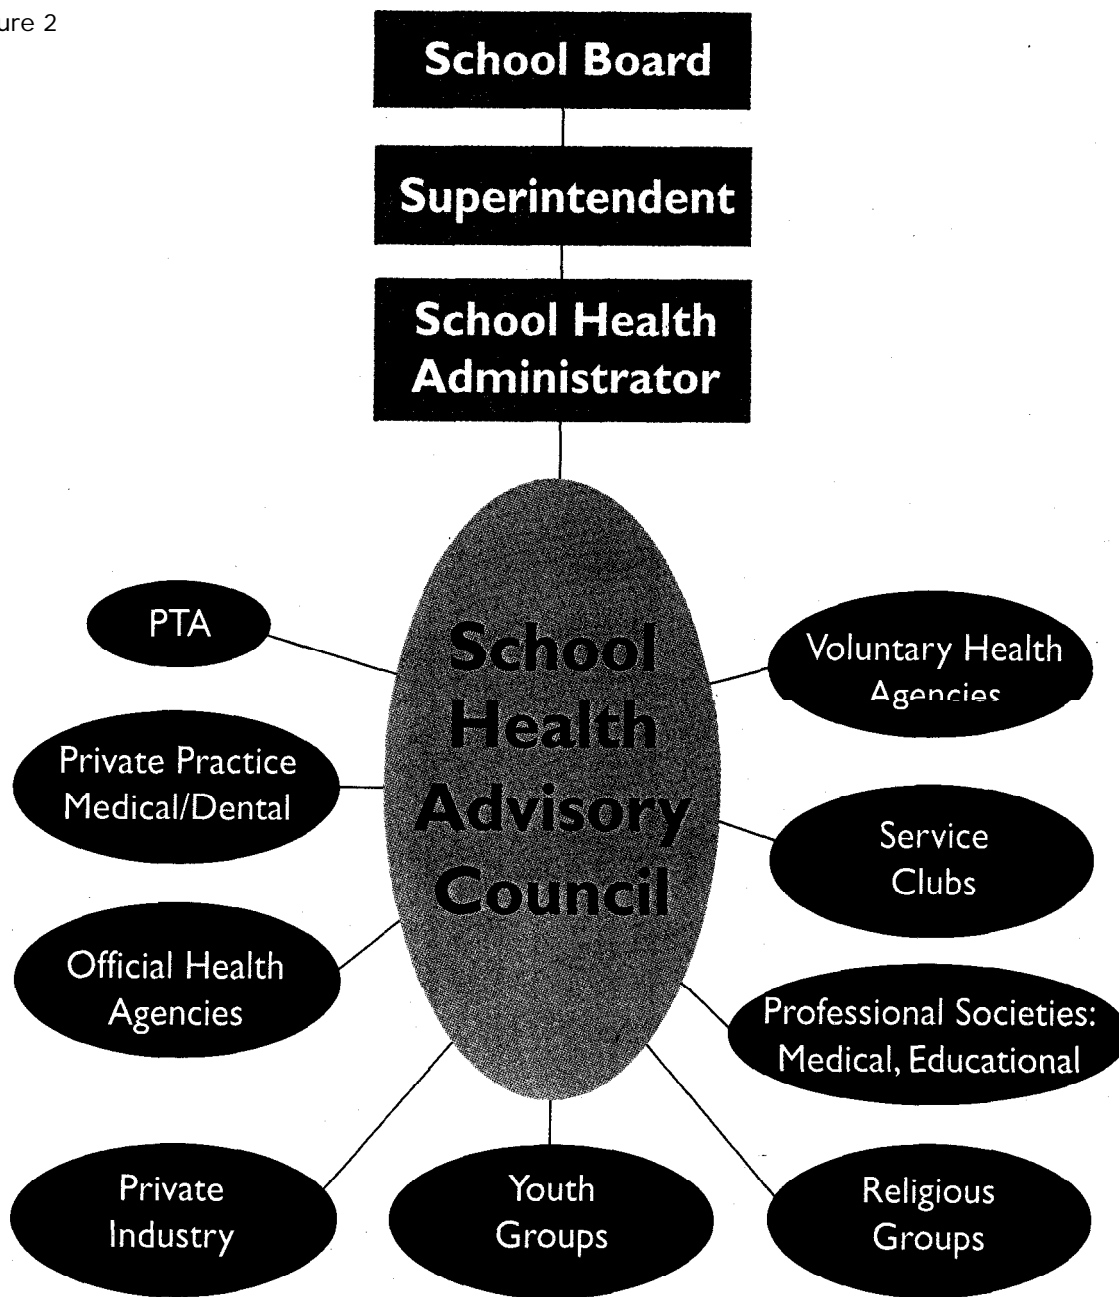 ure 2
School Board
Superintendent
School Health
Administrator
School
Health
Advisory
Council
PTA
Private Practice
Medical/Dental
Official Health
Agencies
Private
Industry
Youth
Groups
Religious
Groups
Professional Societies:
Medical, Educational
Service
Clubs
Voluntary Health
Agencies